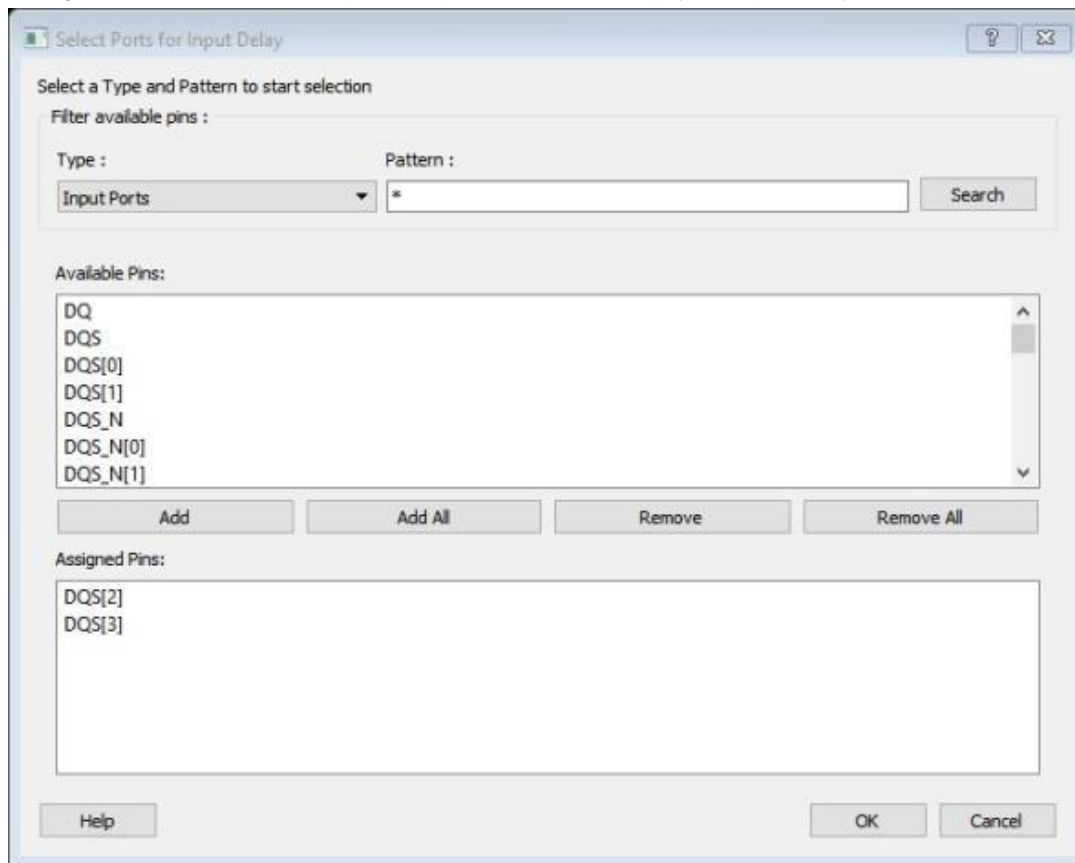 Select Ports for Input Delay
Select a Type and Pattern to start selection
Filter available pins :
Type :
Pattern :
Input Ports
*
Search
Available Pins:
DQ
DQS
DQS[0]
DQS[1]
DQS_N
DQS_N[0]
DQS_N[1]
Add
Add All
Remove
Remove All
Assigned Pins:
DQS[2]
DQS[3]
Help
OK
Cancel